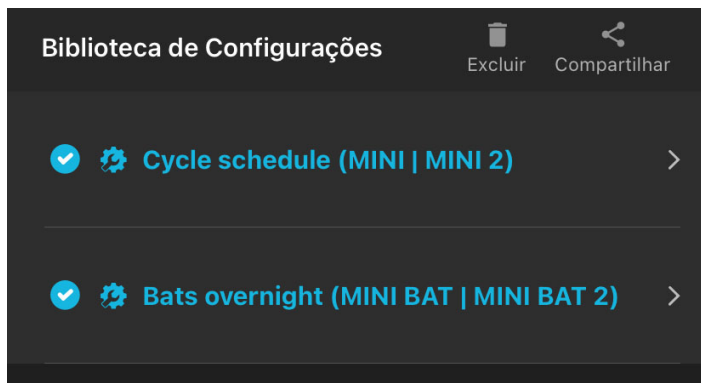 Biblioteca de Configurações
Excluir
Compartilhar
Cycle schedule (MINI | MINI 2)
Bats overnight (MINI BAT | MINI BAT 2)